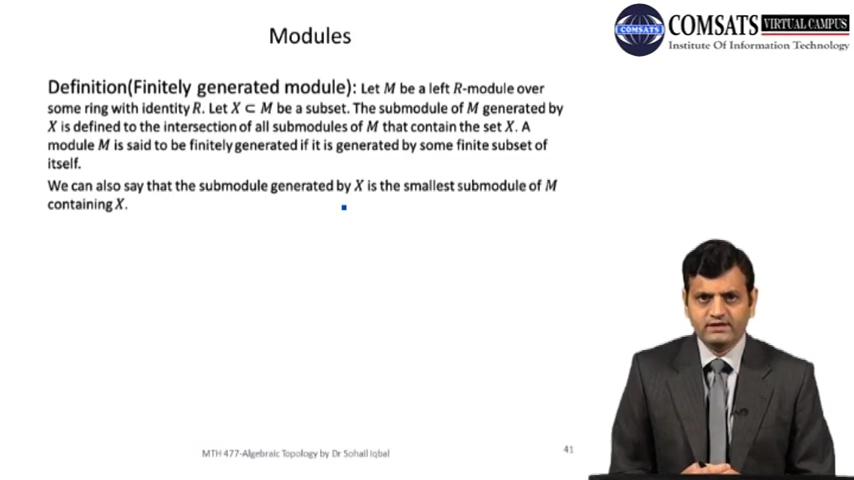 Modules
COMSATS VIRTUAL CAMPUS
COMSATS Institute Of Information Technology
Definition(Finitely generated module): Let M be a left R-module over
some ring with identity R. Let X ⊂ M be a subset. The submodule of M generated by
X is defined to the intersection of all submodules of M that contain the set X. A
module M is said to be finitely generated if it is generated by some finite subset of
itself.
We can also say that the submodule generated by X is the smallest submodule of M
containing X.
MTH 477-Algebraic Topology by Dr Sohail Iqbal 41